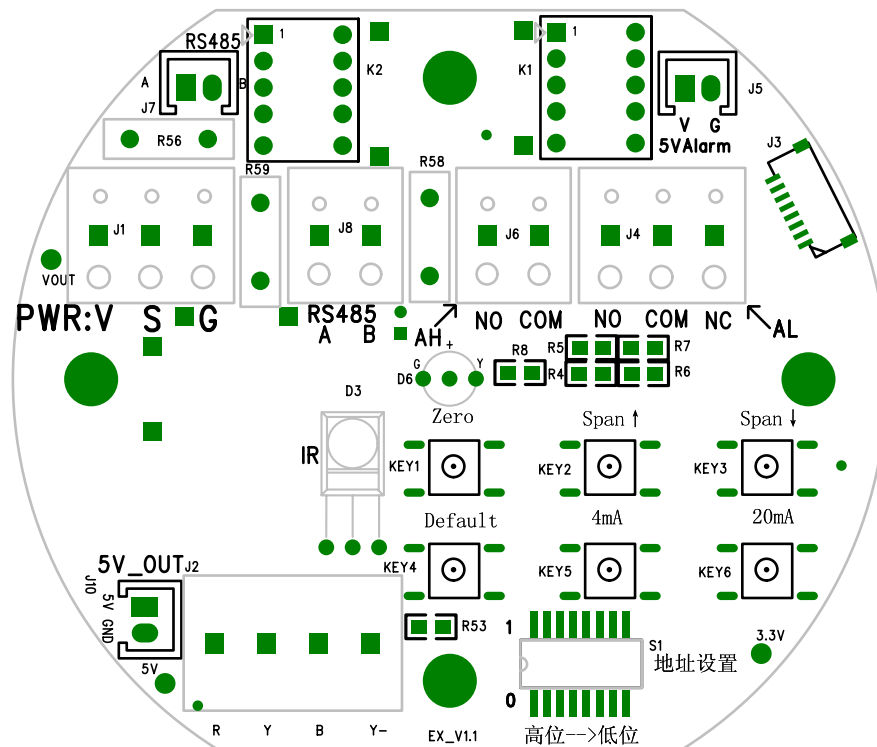 RS485
1
K2
K1
1
A
B
J7
J5
V G
5VAlarm
R56
J3
R59
R58
J1
J8
J6
J4
VOUT
PWR:V S G
RS485
A B
AH
NO COM
NO COM NC
AL
+
G
Y
D6
R8
R5
R7
R4
R6
D3
Zero
Span↑
Span↓
IR
KEY1
KEY2
KEY3
Default
4mA
20mA
KEY4
KEY5
KEY6
5V_OUT
J2
J10
5V GND
5V
R53
1
S1
地址设置
3.3V
0
R Y B Y-
EX_V1.1
高位-->低位